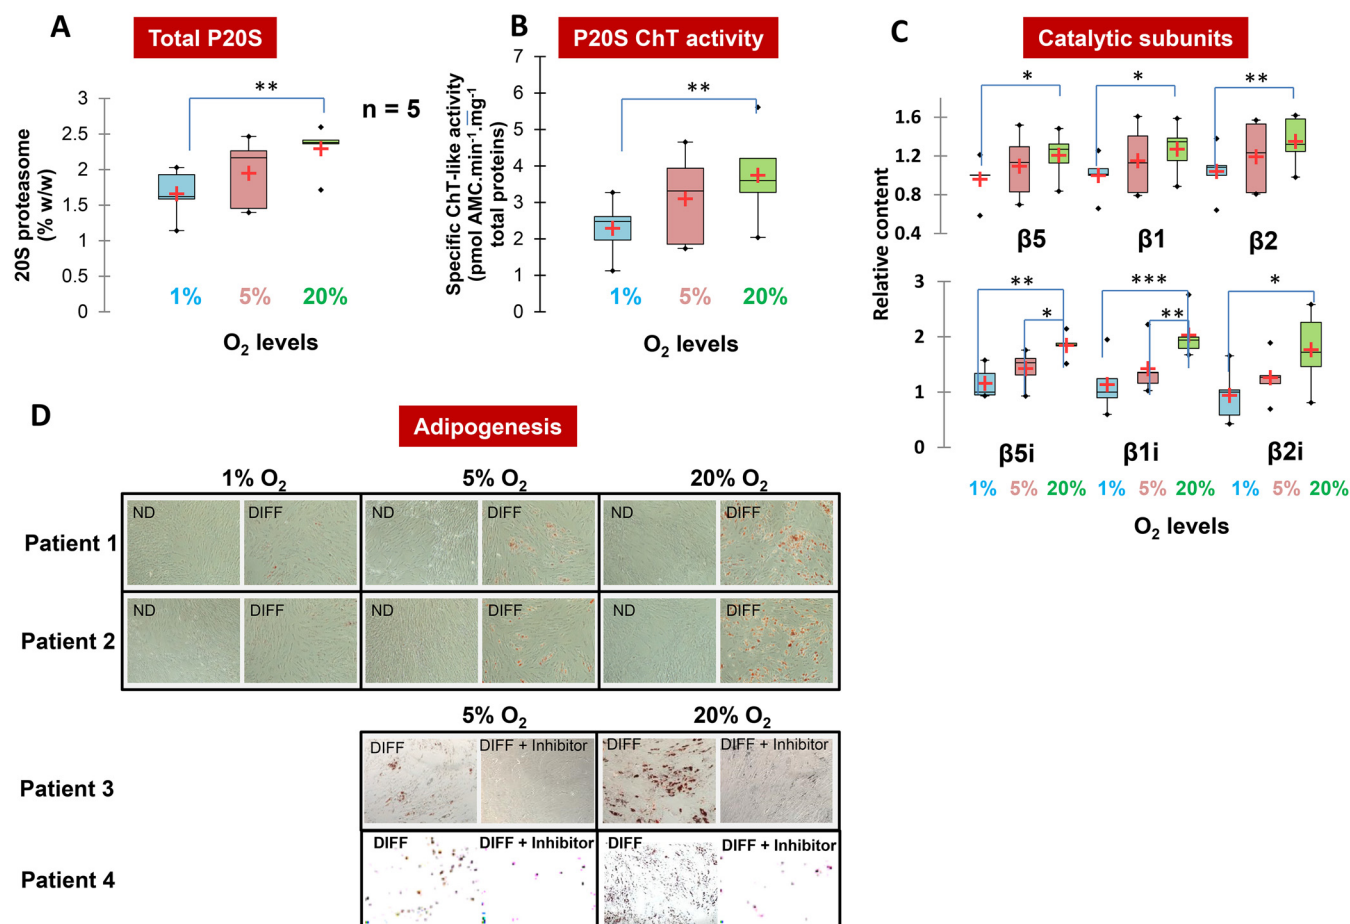 A
Total P20S
**
n = 5
3
2.5
2
1.5
1
0.5
0
20S proteasome
(% w/w)
1% 5% 20%
O2 levels
B
P20S ChT activity
**
7
6
5
4
3
2
1
0
Specific ChT-like activity
(pmol AMC.min-1.mg-1
total proteins)
1% 5% 20%
O2 levels
C
Catalytic subunits
* * **
1.6
1.2
0.8
0.4
β5 β1 β2
Relative content
** *** *
* **
3
2
1
0
β5i β1i β2i
1% 5% 20% 1% 5% 20% 1% 5% 20%
O2 levels
D
Adipogenesis
1% O2 5% O2 20% O2
Patient 1
ND DIFF ND DIFF ND DIFF
Patient 2
ND DIFF ND DIFF ND DIFF
5% O2 20% O2
Patient 3
DIFF DIFF + Inhibitor DIFF DIFF + Inhibitor
Patient 4
DIFF DIFF + Inhibitor DIFF DIFF + Inhibitor